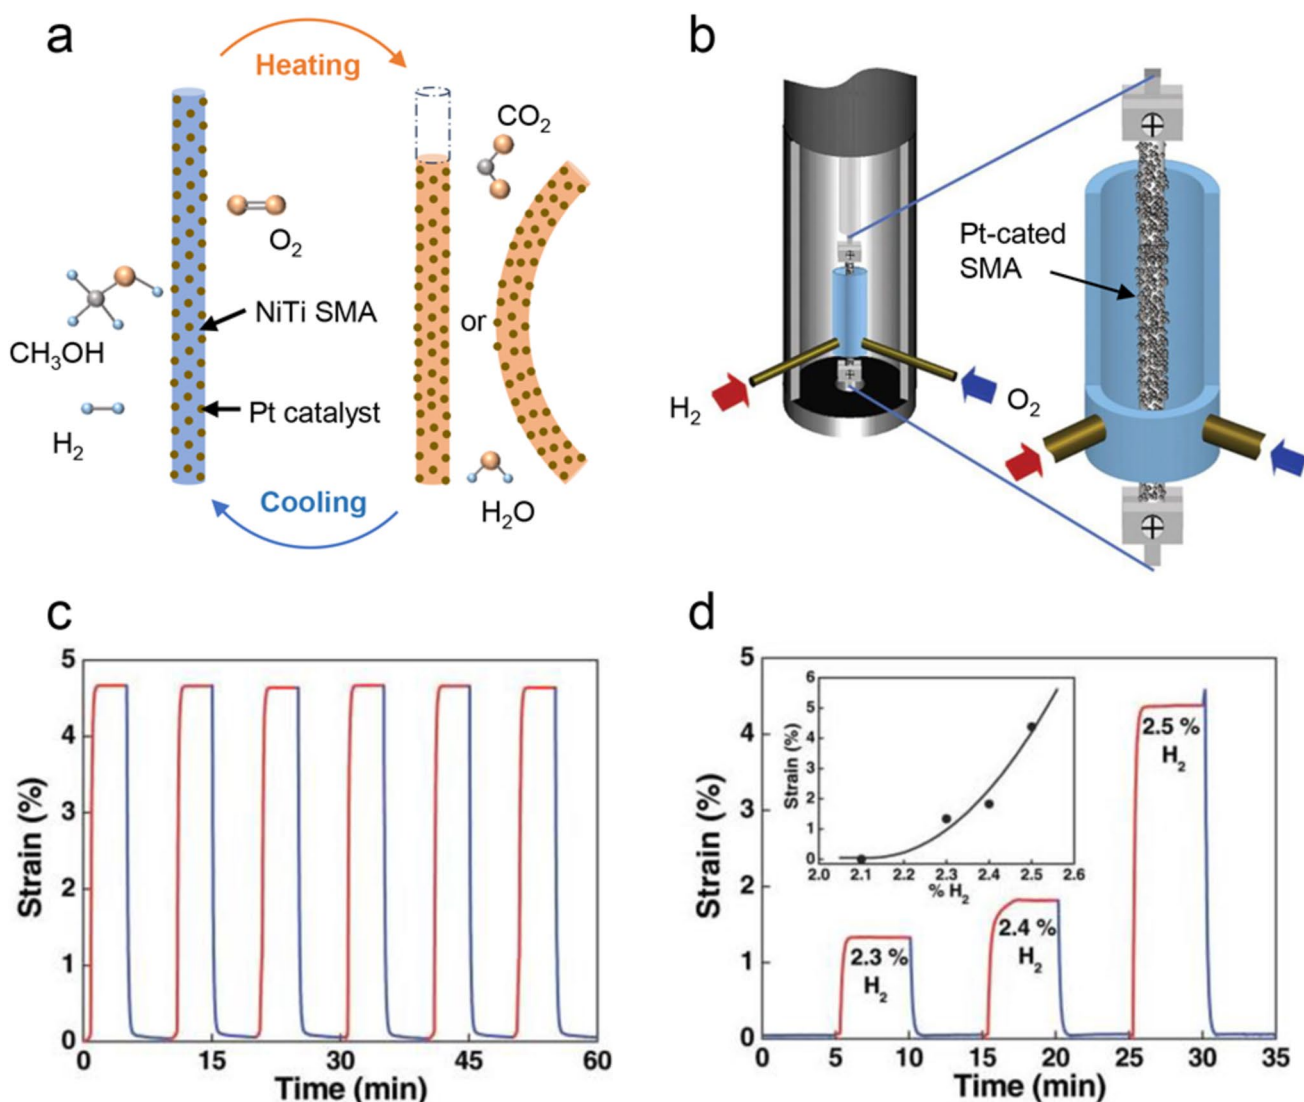 a
Heating
CO₂
O₂
NiTi SMA
or
CH₃OH
Pt catalyst
H₂
Cooling
H₂O
b
Pt-cated
SMA
H₂
O₂
c
5
4
3
2
1
0
Strain (%)
0 15 30 45 60
Time (min)
d
5
4
3
2
1
0
Strain (%)
6
5
4
3
2
1
0
Strain (%)
2.0 2.1 2.2 2.3 2.4 2.5 2.6
% H₂
2.3 %
H₂
2.4 %
H₂
2.5 %
H₂
0 5 10 15 20 25 30 35
Time (min)